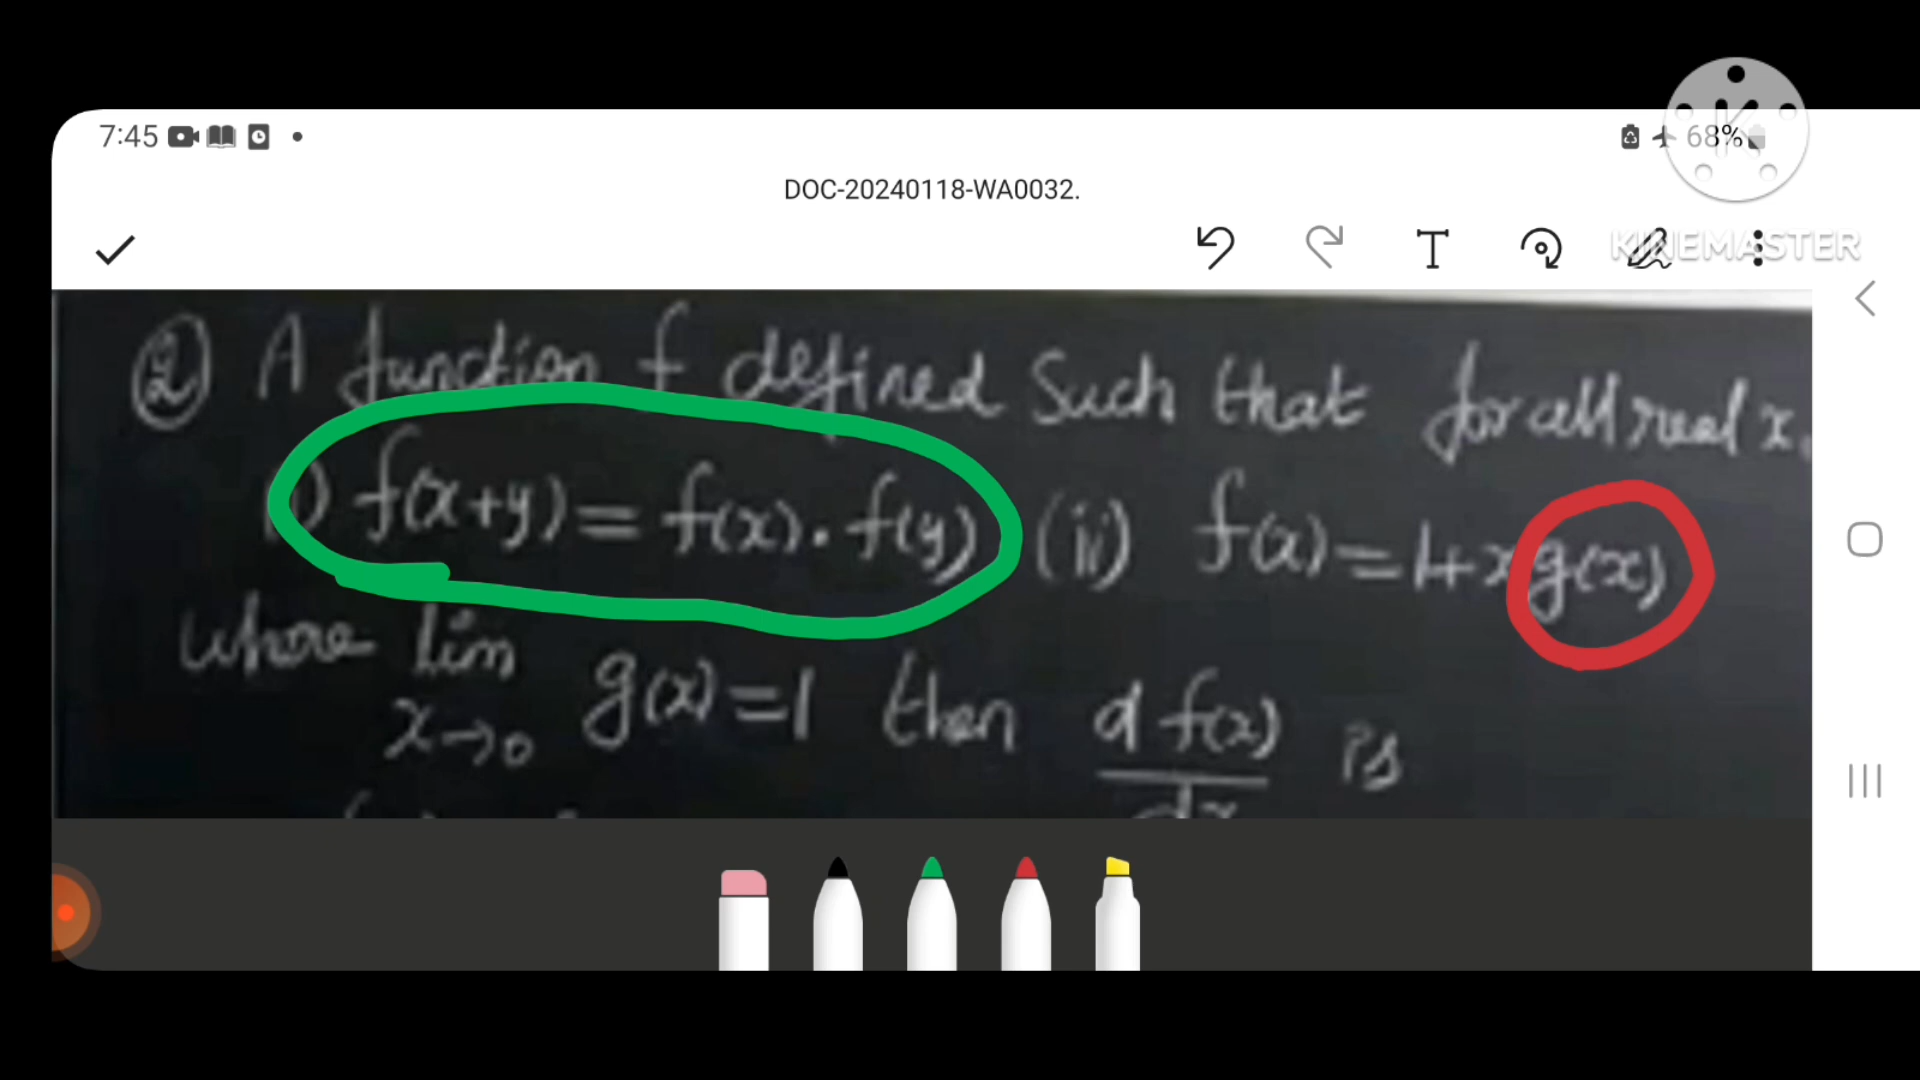 7:45
68%
DOC-20240118-WA0032.
KINEMASTER
② A function f defined Such that for all real x.
(i) f(x+y)=f(x).f(y) (ii) f(x)=1+xg(x)
where lim g(x)=1 then d f(x) is
x→0 dx